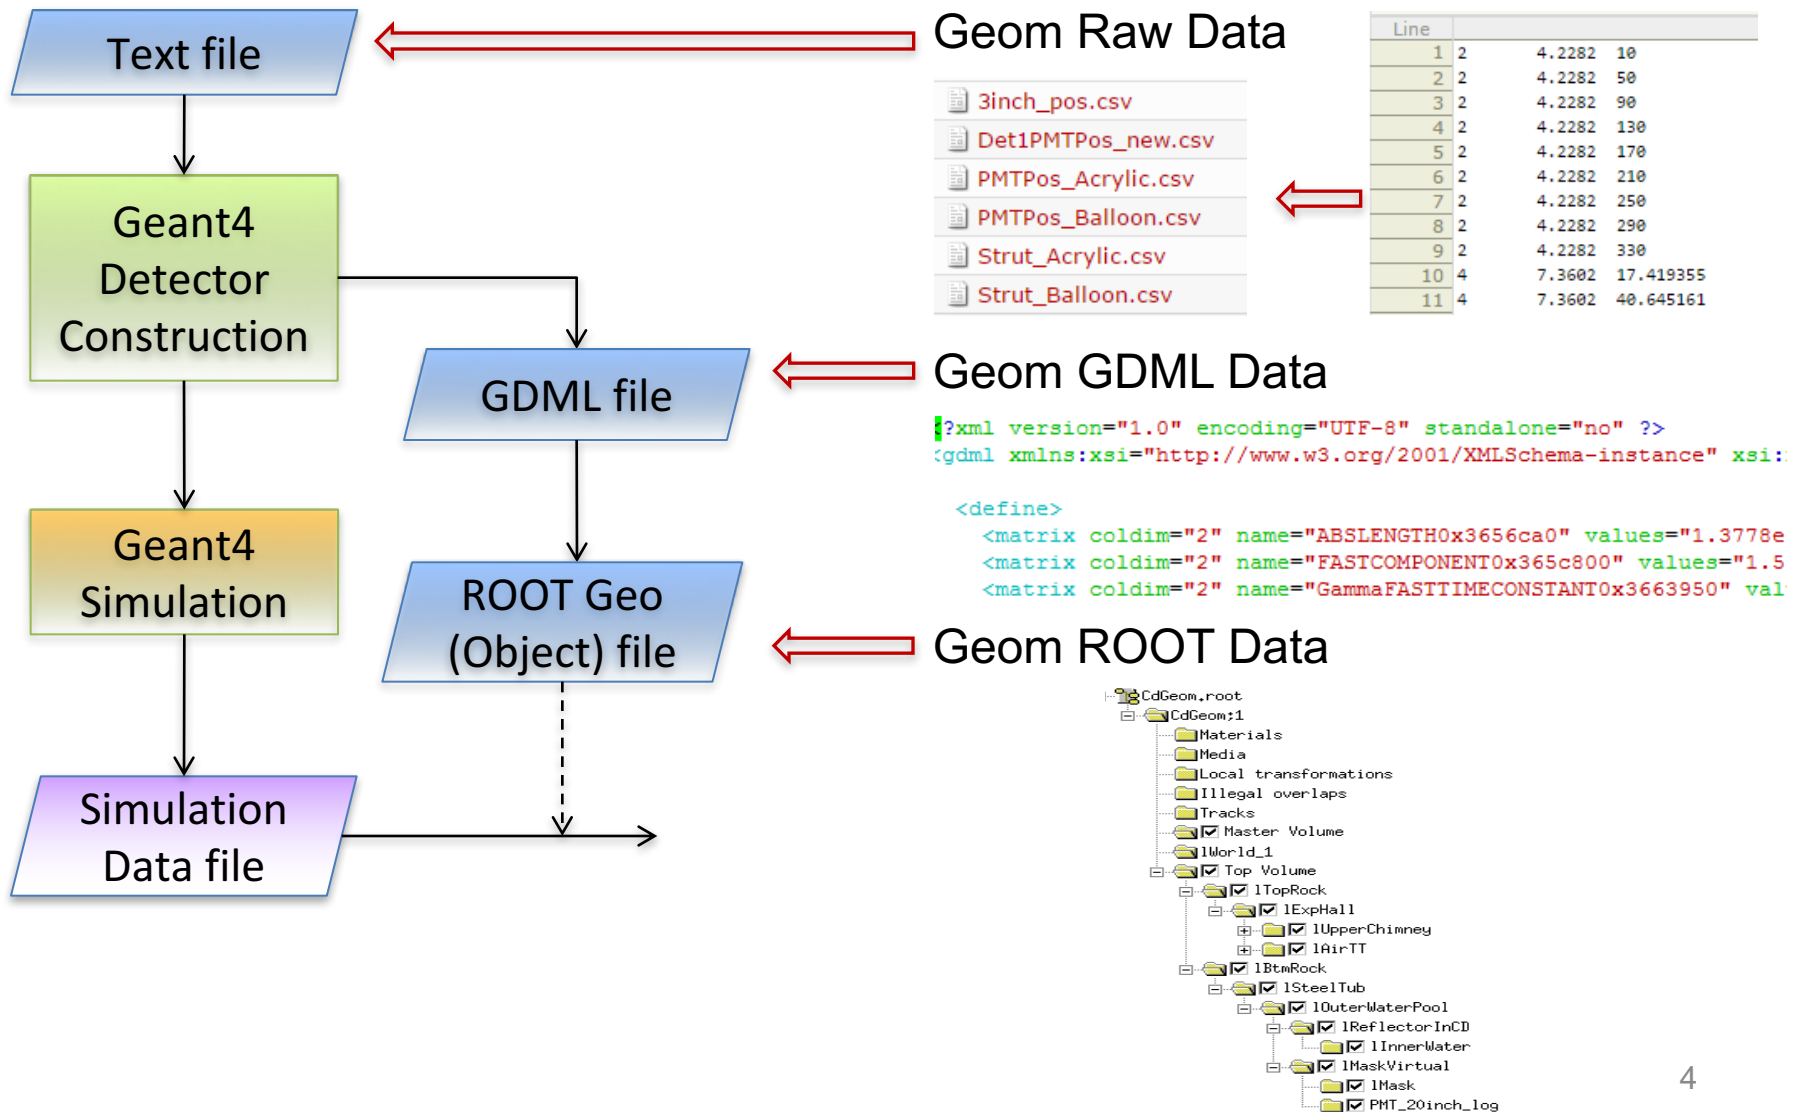 Text file
Geant4
Detector
Construction
Geant4
Simulation
Simulation
Data file
GDML file
ROOT Geo
(Object) file
Geom Raw Data
3inch_pos.csv
Det1PMTPos_new.csv
PMTPos_Acrylic.csv
PMTPos_Balloon.csv
Strut_Acrylic.csv
Strut_Balloon.csv
Line
1 2 4.2282 10
2 2 4.2282 50
3 2 4.2282 90
4 2 4.2282 130
5 2 4.2282 170
6 2 4.2282 210
7 2 4.2282 250
8 2 4.2282 290
9 2 4.2282 330
10 4 7.3602 17.419355
11 4 7.3602 40.645161
Geom GDML Data
<?xml version="1.0" encoding="UTF-8" standalone="no" ?>
<gdml xmlns:xsi="http://www.w3.org/2001/XMLSchema-instance" xsi:
<define>
<matrix coldim="2" name="ABSLENGTH0x3656ca0" values="1.3778e
<matrix coldim="2" name="FASTCOMPONENT0x365c800" values="1.5
<matrix coldim="2" name="GammaFASTTIMECONSTANT0x3663950" val
Geom ROOT Data
CdGeom.root
CdGeom;1
Materials
Media
Local transformations
Illegal overlaps
Tracks
Master Volume
lWorld_1
Top Volume
lTopRock
lExpHall
lUpperChimney
lAirTT
lBtmRock
lSteelTub
lOuterWaterPool
lReflectorInCD
lInnerWater
lMaskVirtual
lMask
PMT_20inch_log
4